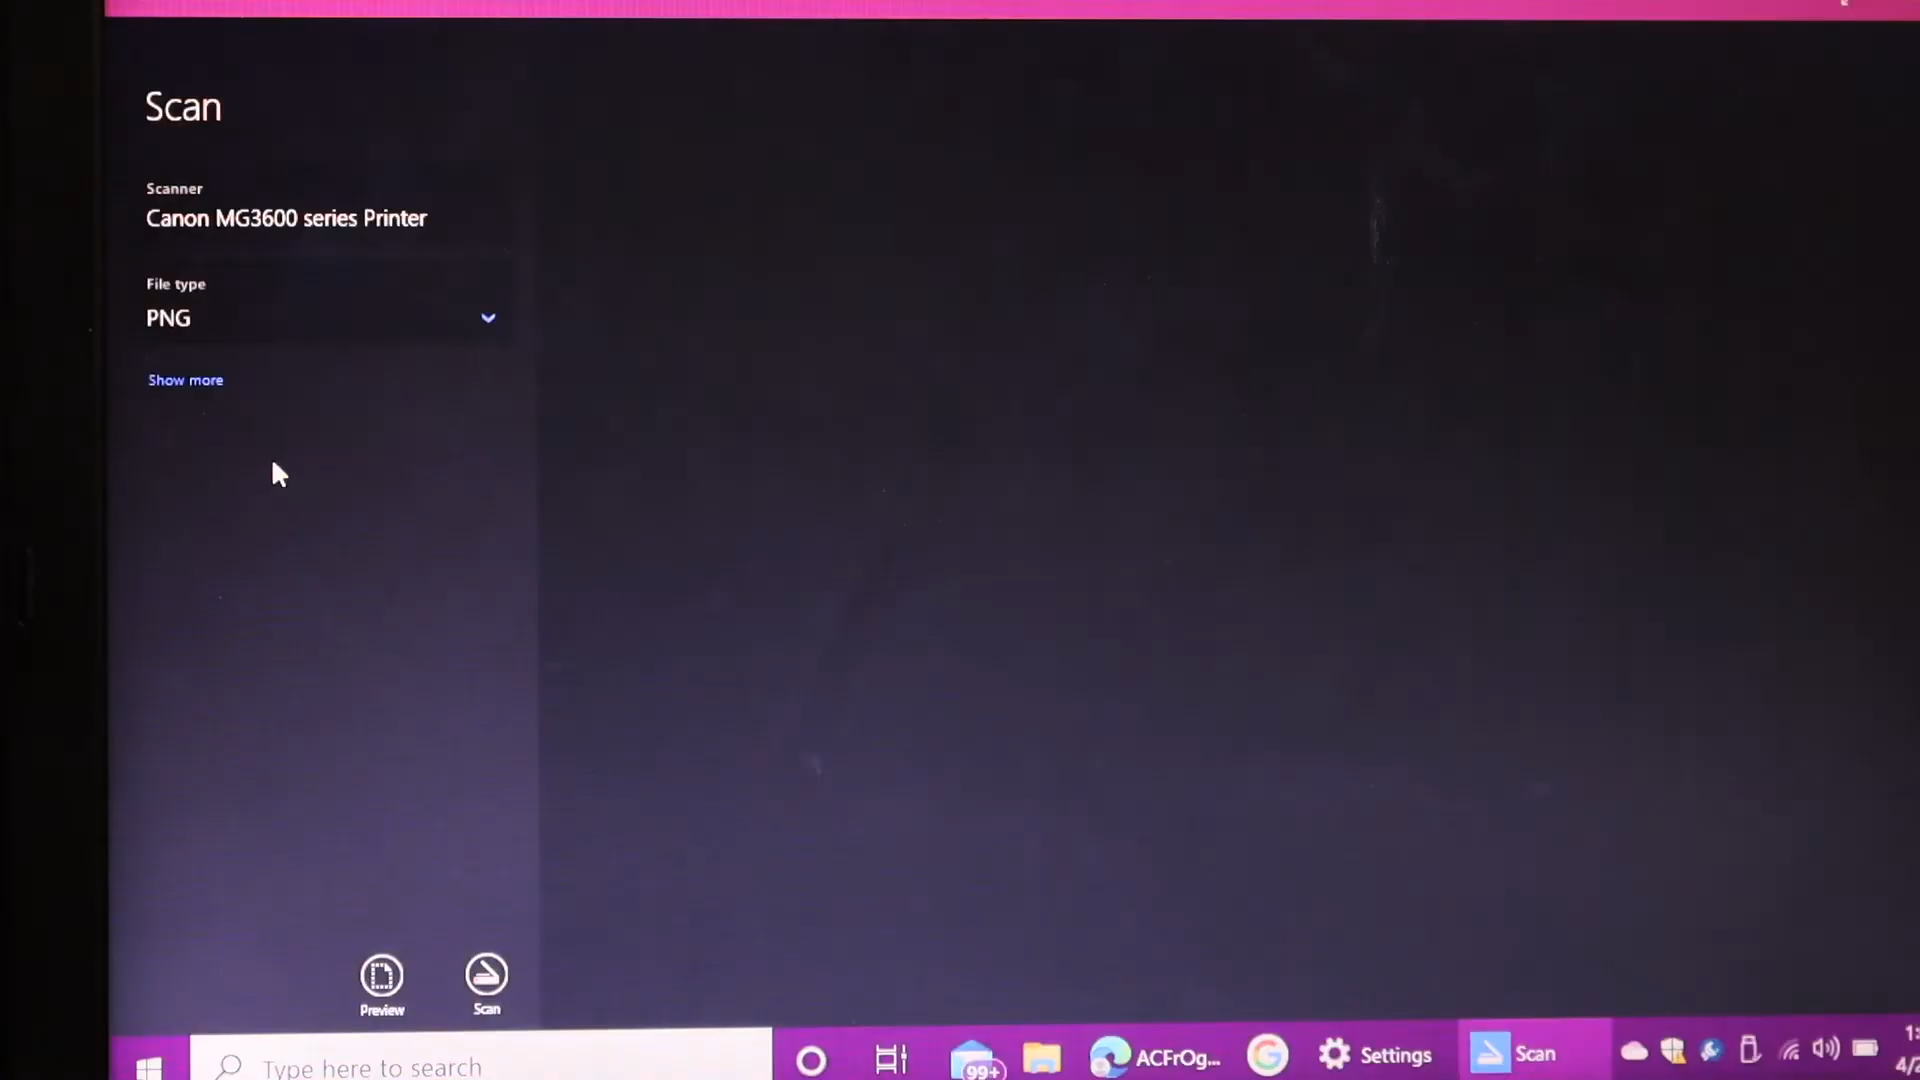 Scan
Scanner
Canon MG3600 series Printer
File type
PNG
Show more
Preview
Scan
Type here to search
99+
ACFrOg...
Settings
Scan